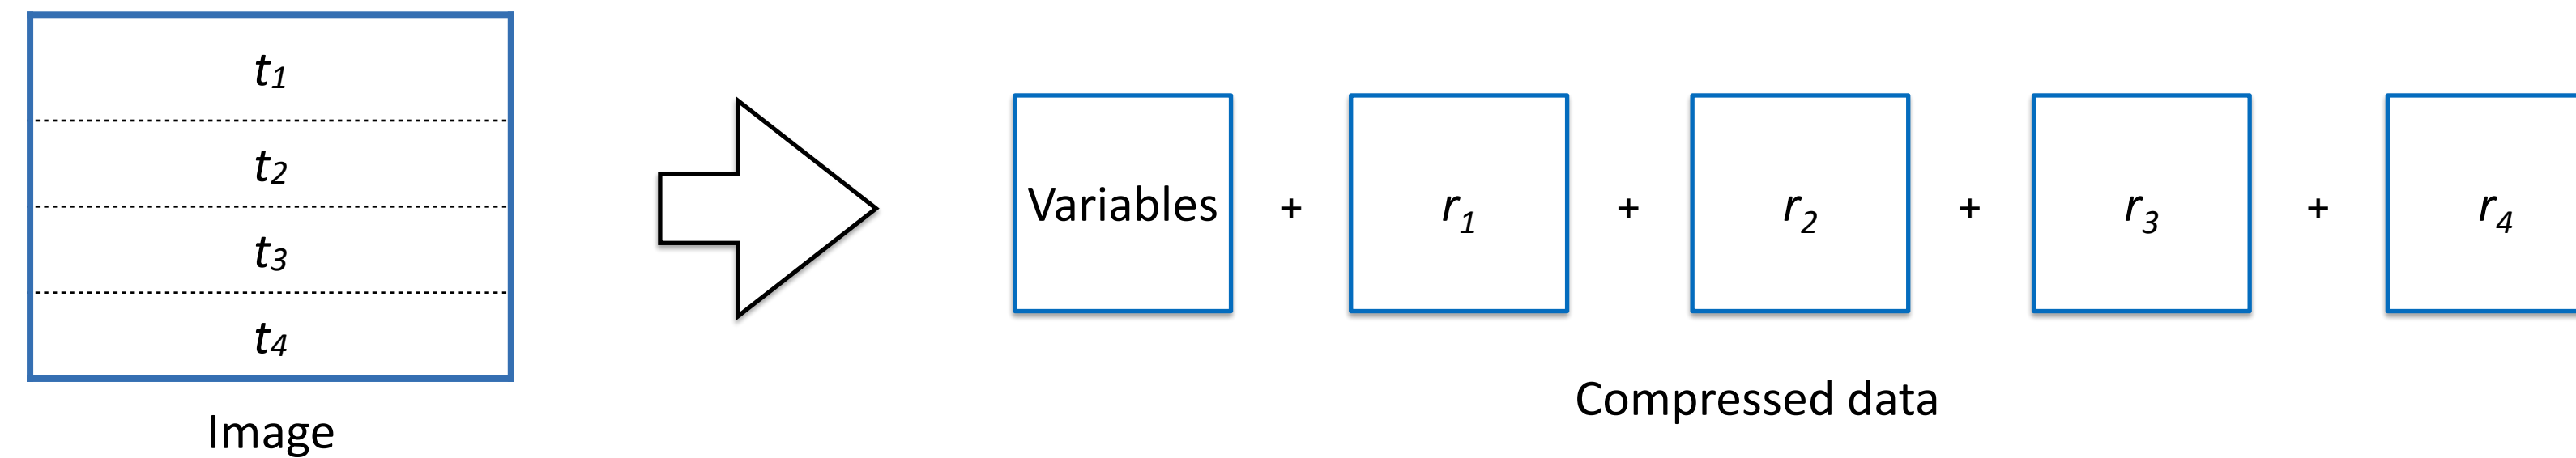 t1
t2
t3
t4
Image
Variables + r1 + r2 + r3 + r4
Compressed data